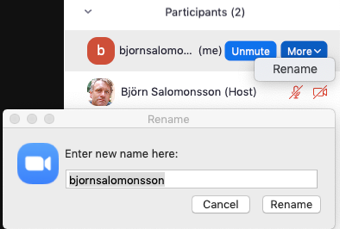 Participants (2)
b bjornsalomo... (me) Unmute More
Rename
Björn Salomonsson (Host)
Rename
Enter new name here:
bjornsalomonsson
Cancel Rename